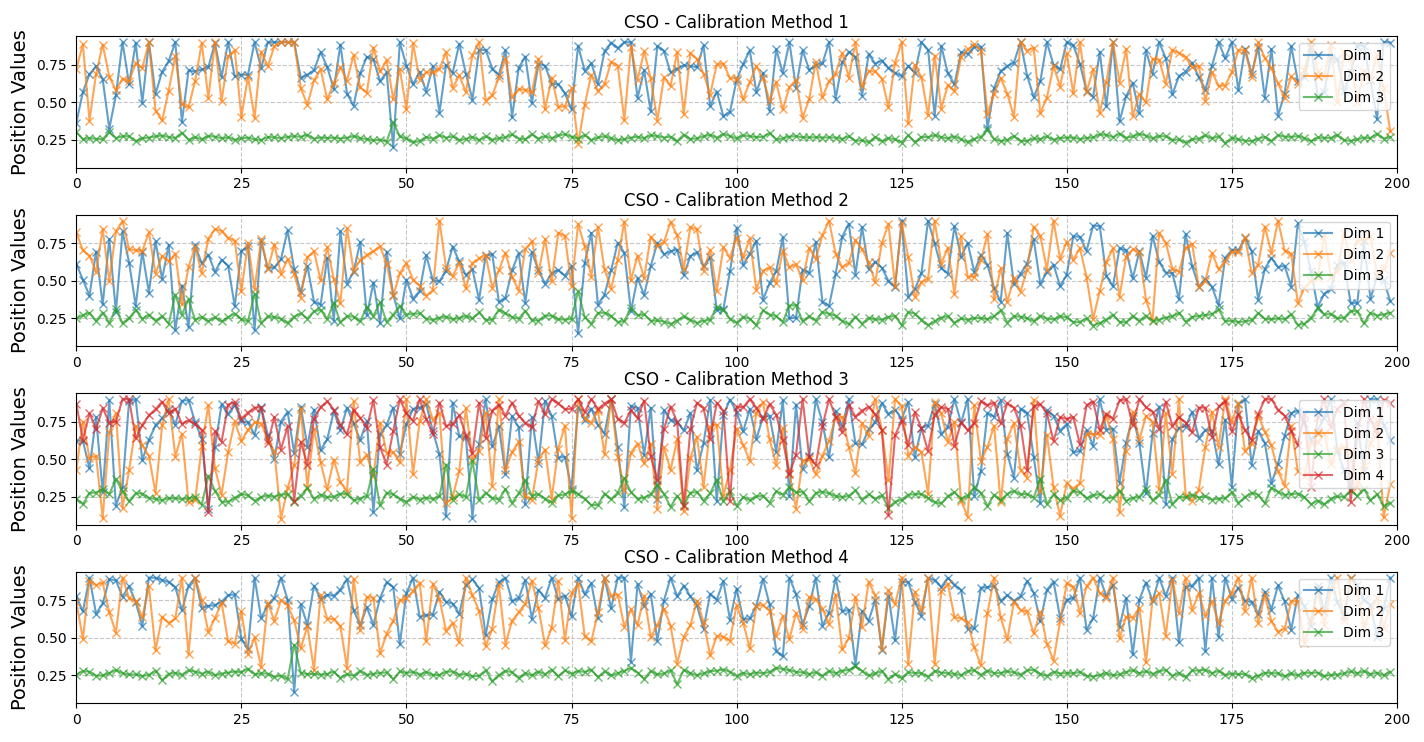 CSO - Calibration Method 1
Position Values
0.75
0.50
0.25
0 25 50 75 100 125 150 175 200
Dim 1
Dim 2
Dim 3
CSO - Calibration Method 2
Position Values
0.75
0.50
0.25
0 25 50 75 100 125 150 175 200
Dim 1
Dim 2
Dim 3
CSO - Calibration Method 3
Position Values
0.75
0.50
0.25
0 25 50 75 100 125 150 175 200
Dim 1
Dim 2
Dim 3
Dim 4
CSO - Calibration Method 4
Position Values
0.75
0.50
0.25
0 25 50 75 100 125 150 175 200
Dim 1
Dim 2
Dim 3